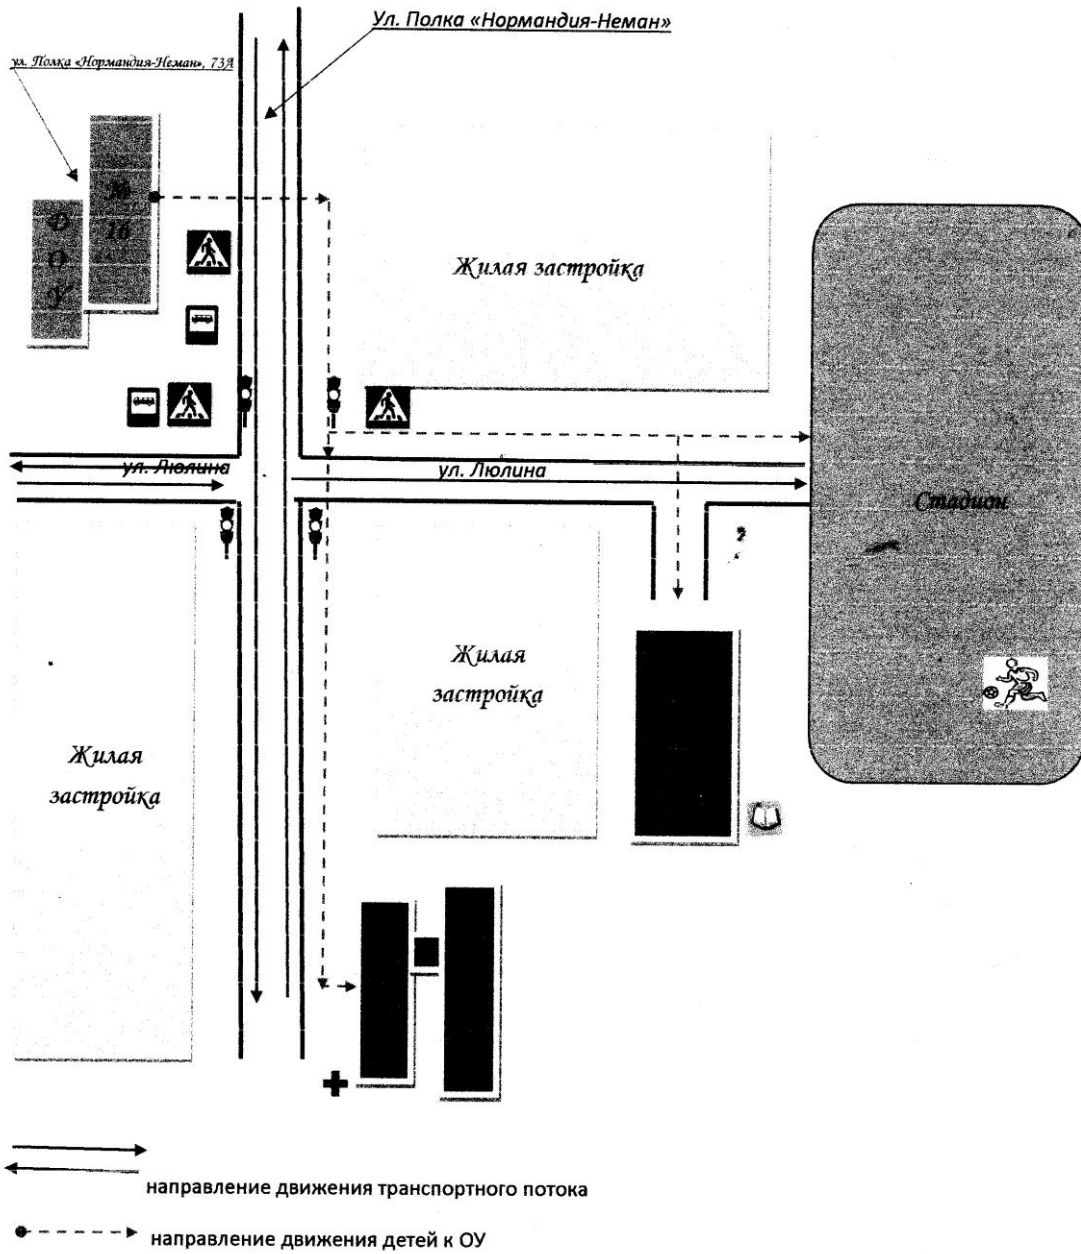 Ул. Полка «Нормандия-Неман»
ул. Полка «Нормандия-Неман», 73А
№
16
Д
О
У
Жилая застройка
ул. Люлина
ул. Люлина
Стадион
2
Жилая
застройка
Жилая
застройка
направление движения транспортного потока
направление движения детей к ОУ